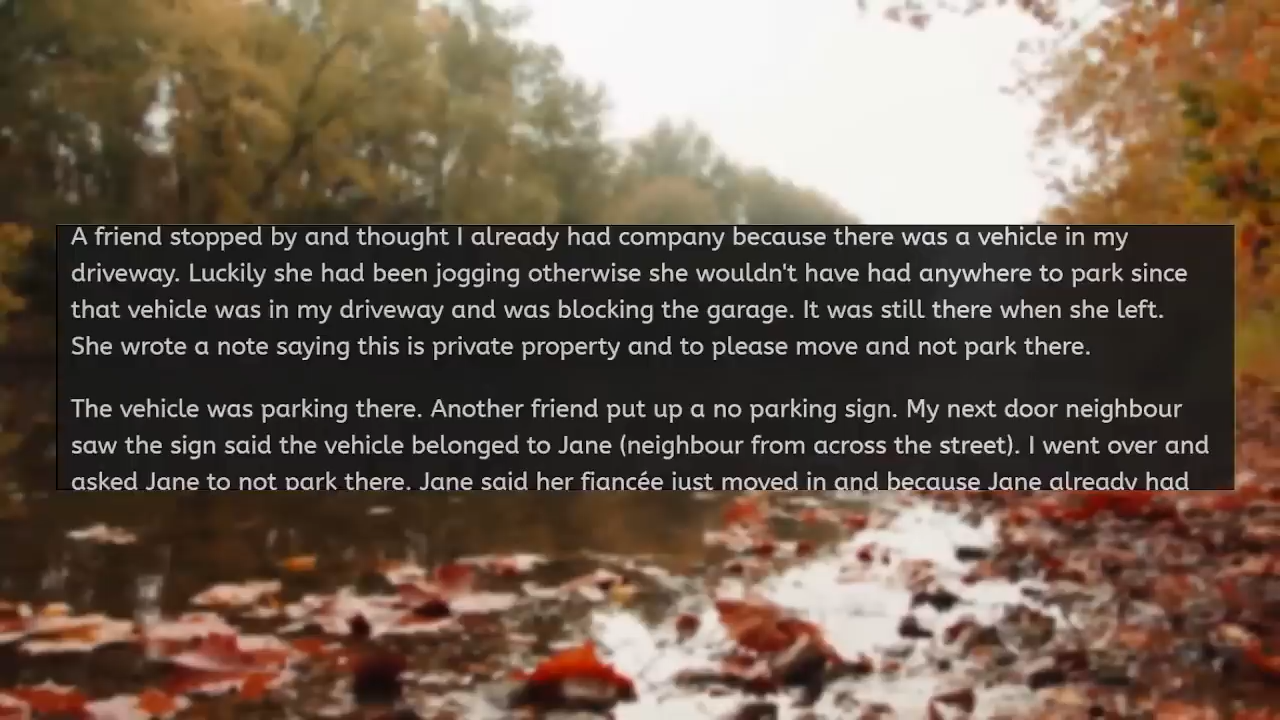 A friend stopped by and thought I already had company because there was a vehicle in my
driveway. Luckily she had been jogging otherwise she wouldn't have had anywhere to park since
that vehicle was in my driveway and was blocking the garage. It was still there when she left.
She wrote a note saying this is private property and to please move and not park there.
The vehicle was parking there. Another friend put up a no parking sign. My next door neighbour
saw the sign said the vehicle belonged to Jane (neighbour from across the street). I went over and
asked Jane to not park there. Jane said her fiancée just moved in and because Jane already had